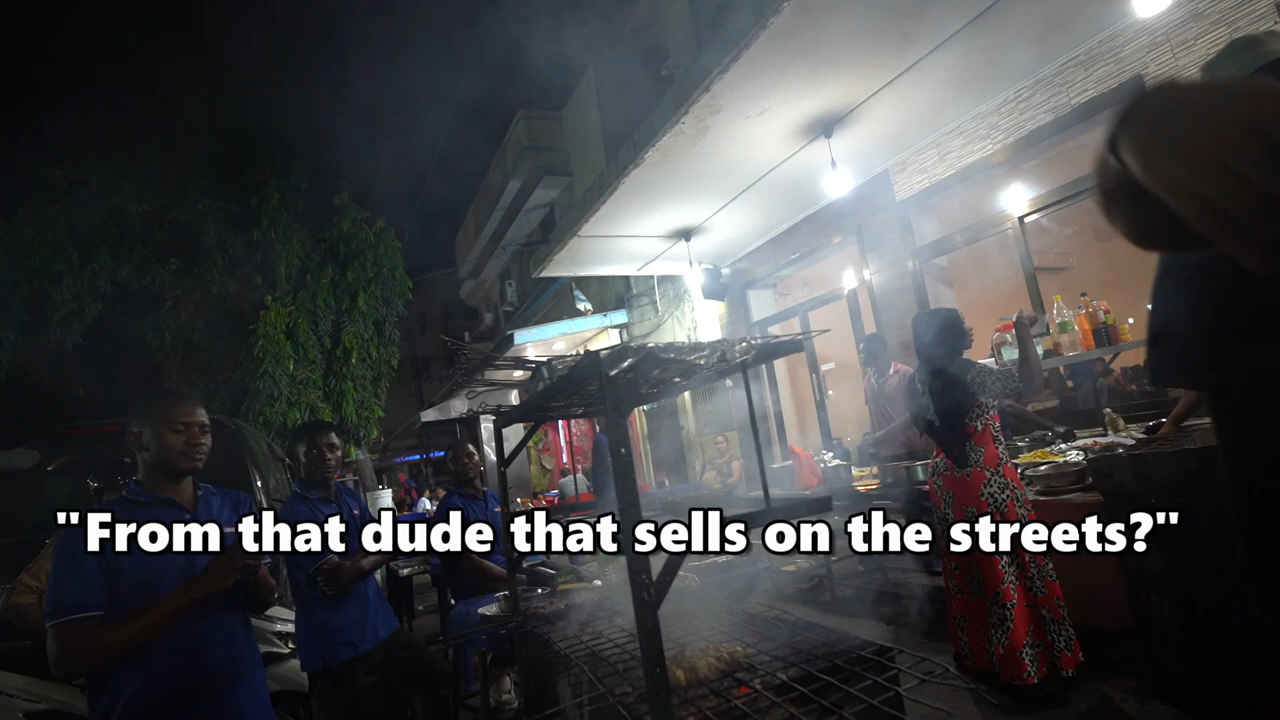 "From that dude that sells on the streets?"